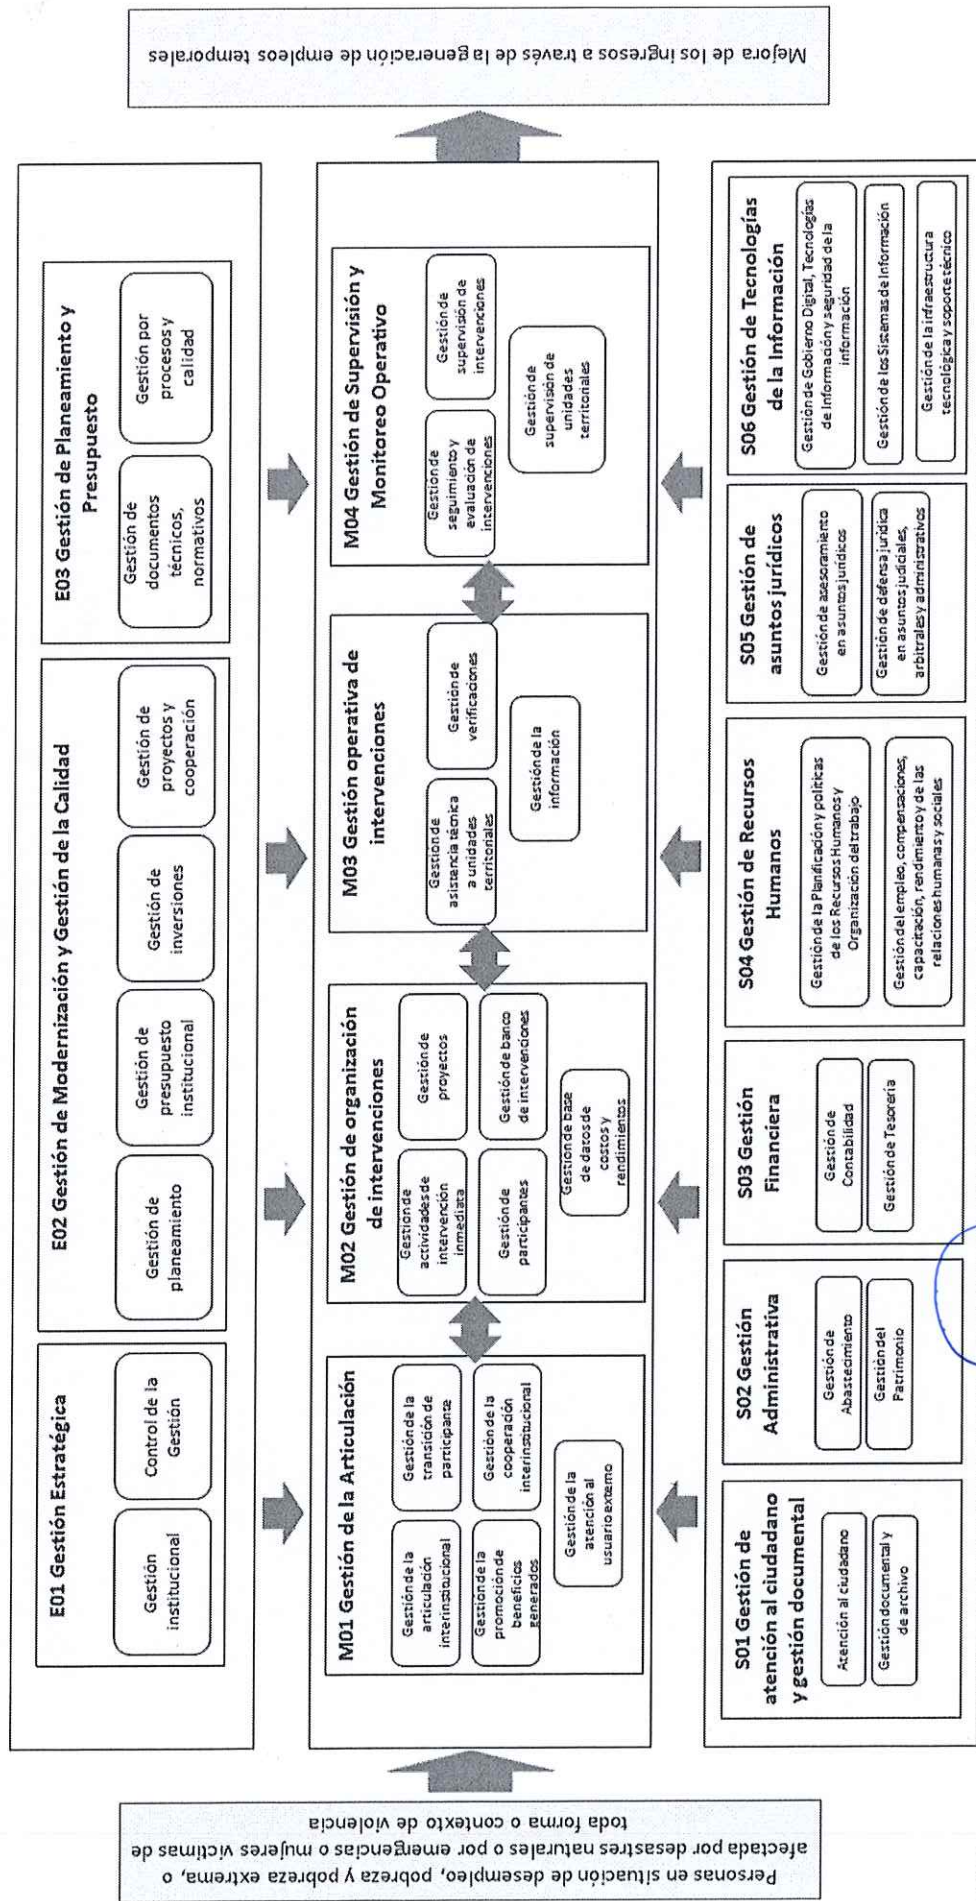 Personas en situación de desempleo, pobreza y pobreza extrema, o
afectada por desastres naturales o por emergencias o mujeres víctimas de
toda forma o contexto de violencia
E01 Gestión Estratégica
Gestión
institucional
Control de la
Gestión
E02 Gestión de Modernización y Gestión de la Calidad
Gestión de
planeamiento
Gestión de
presupuesto
institucional
Gestión de
inversiones
Gestión de
proyectos y
cooperación
E03 Gestión de Planeamiento y
Presupuesto
Gestión de
documentos
técnicos,
normativos
Gestión por
procesos y
calidad
M01 Gestión de la Articulación
Gestión de la
articulación
interinstitucional
Gestión de la
transición de
participante
Gestión de la
promoción de
beneficios
generados
Gestión de la
cooperación
interinstitucional
Gestión de la
atención al
usuario externo
M02 Gestión de organización
de intervenciones
Gestión de
actividades de
intervención
inmediata
Gestión de
proyectos
Gestión de
participantes
Gestión de banco
de intervenciones
Gestión de base
de datos de
costos y
rendimientos
M03 Gestión operativa de
intervenciones
Gestión de
asistencia técnica
a unidades
territoriales
Gestión de
verificaciones
Gestión de la
información
M04 Gestión de Supervisión y
Monitoreo Operativo
Gestión de
seguimiento y
evaluación de
intervenciones
Gestión de
supervisión de
intervenciones
Gestión de
supervisión de
unidades
territoriales
S01 Gestión de
atención al ciudadano
y gestión documental
Atención al ciudadano
Gestión documental y
de archivo
S02 Gestión
Administrativa
Gestión de
Abastecimiento
Gestión del
Patrimonio
S03 Gestión
Financiera
Gestión de
Contabilidad
Gestión de Tesorería
S04 Gestión de Recursos
Humanos
Gestión de la Planificación y políticas
de los Recursos Humanos y
Organización del trabajo
Gestión del empleo, compensaciones,
capacitación, rendimiento y de las
relaciones humanas y sociales
S05 Gestión de
asuntos jurídicos
Gestión de asesoramiento
en asuntos jurídicos
Gestión de defensa jurídica
en asuntos judiciales,
arbitrales y administrativos
S06 Gestión de Tecnologías
de la Información
Gestión de Gobierno Digital, Tecnologías
de Información y seguridad de la
información
Gestión de los Sistemas de Información
Gestión de la infraestructura
tecnológica y soporte técnico
Mejora de los ingresos a través de la generación de empleos temporales